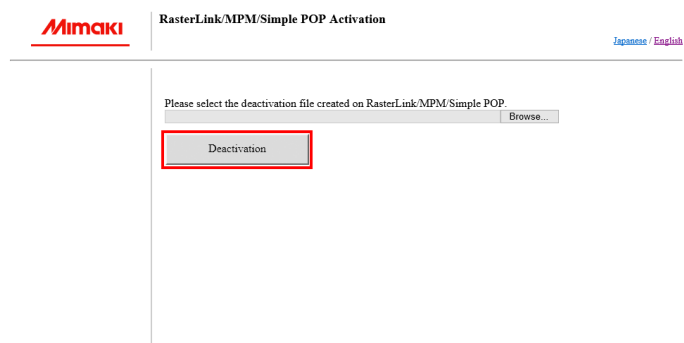 Mimaki
RasterLink/MPM/Simple POP Activation
Japanese / English
Please select the deactivation file created on RasterLink/MPM/Simple POP.
Browse...
Deactivation